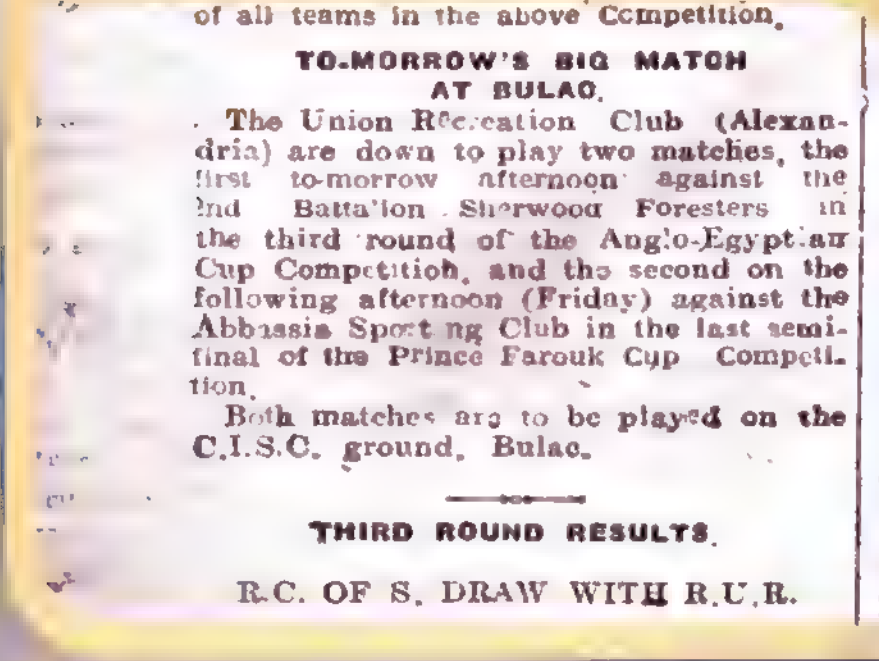 of all teams in the above Competition.
TO-MORROW'S BIG MATCH
AT BULAC.
The Union Recreation Club (Alexan-
dria) are down to play two matches, the
first to-morrow afternoon against the
2nd Battalion Sherwood Foresters in
the third round of the Anglo-Egyptian
Cup Competition, and the second on the
following afternoon (Friday) against the
Abbassia Sporting Club in the last semi-
final of the Prince Farouk Cup Competi-
tion.
Both matches are to be played on the
C.I.S.C. ground, Bulac.
THIRD ROUND RESULTS.
R.C. OF S. DRAW WITH R.U.R.